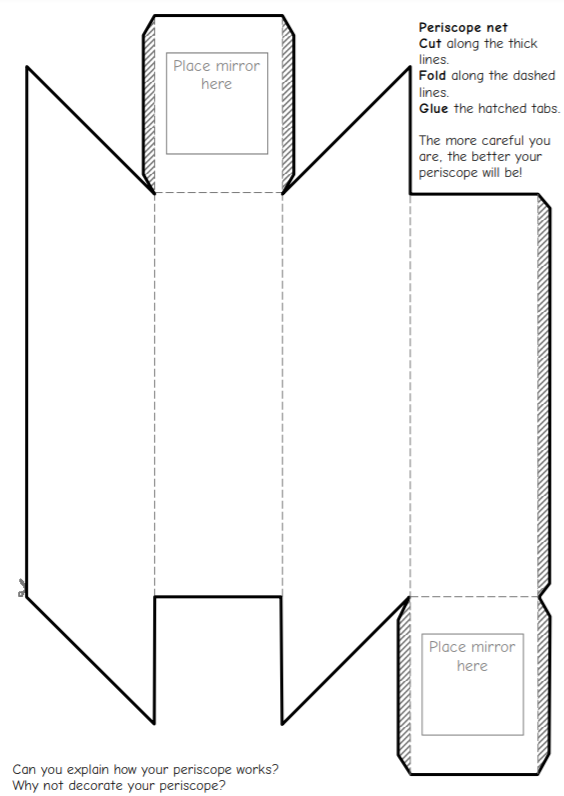 Periscope net
Cut along the thick
lines.
Fold along the dashed
lines.
Glue the hatched tabs.
The more careful you
are, the better your
periscope will be!
Place mirror
here
Place mirror
here
Can you explain how your periscope works?
Why not decorate your periscope?